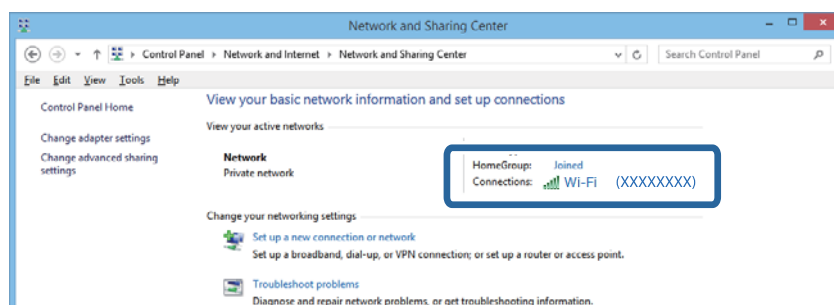 Network and Sharing Center
Control Panel Network and Internet Network and Sharing Center Search Control Panel
File Edit View Tools Help
Control Panel Home
Change adapter settings
Change advanced sharing
settings
View your basic network information and set up connections
View your active networks
Network
Private network
HomeGroup: Joined
Connections: Wi-Fi (XXXXXXXX)
Change your networking settings
Set up a new connection or network
Set up a broadband, dial-up, or VPN connection; or set up a router or access point.
Troubleshoot problems
Diagnose and repair network problems, or get troubleshooting information.